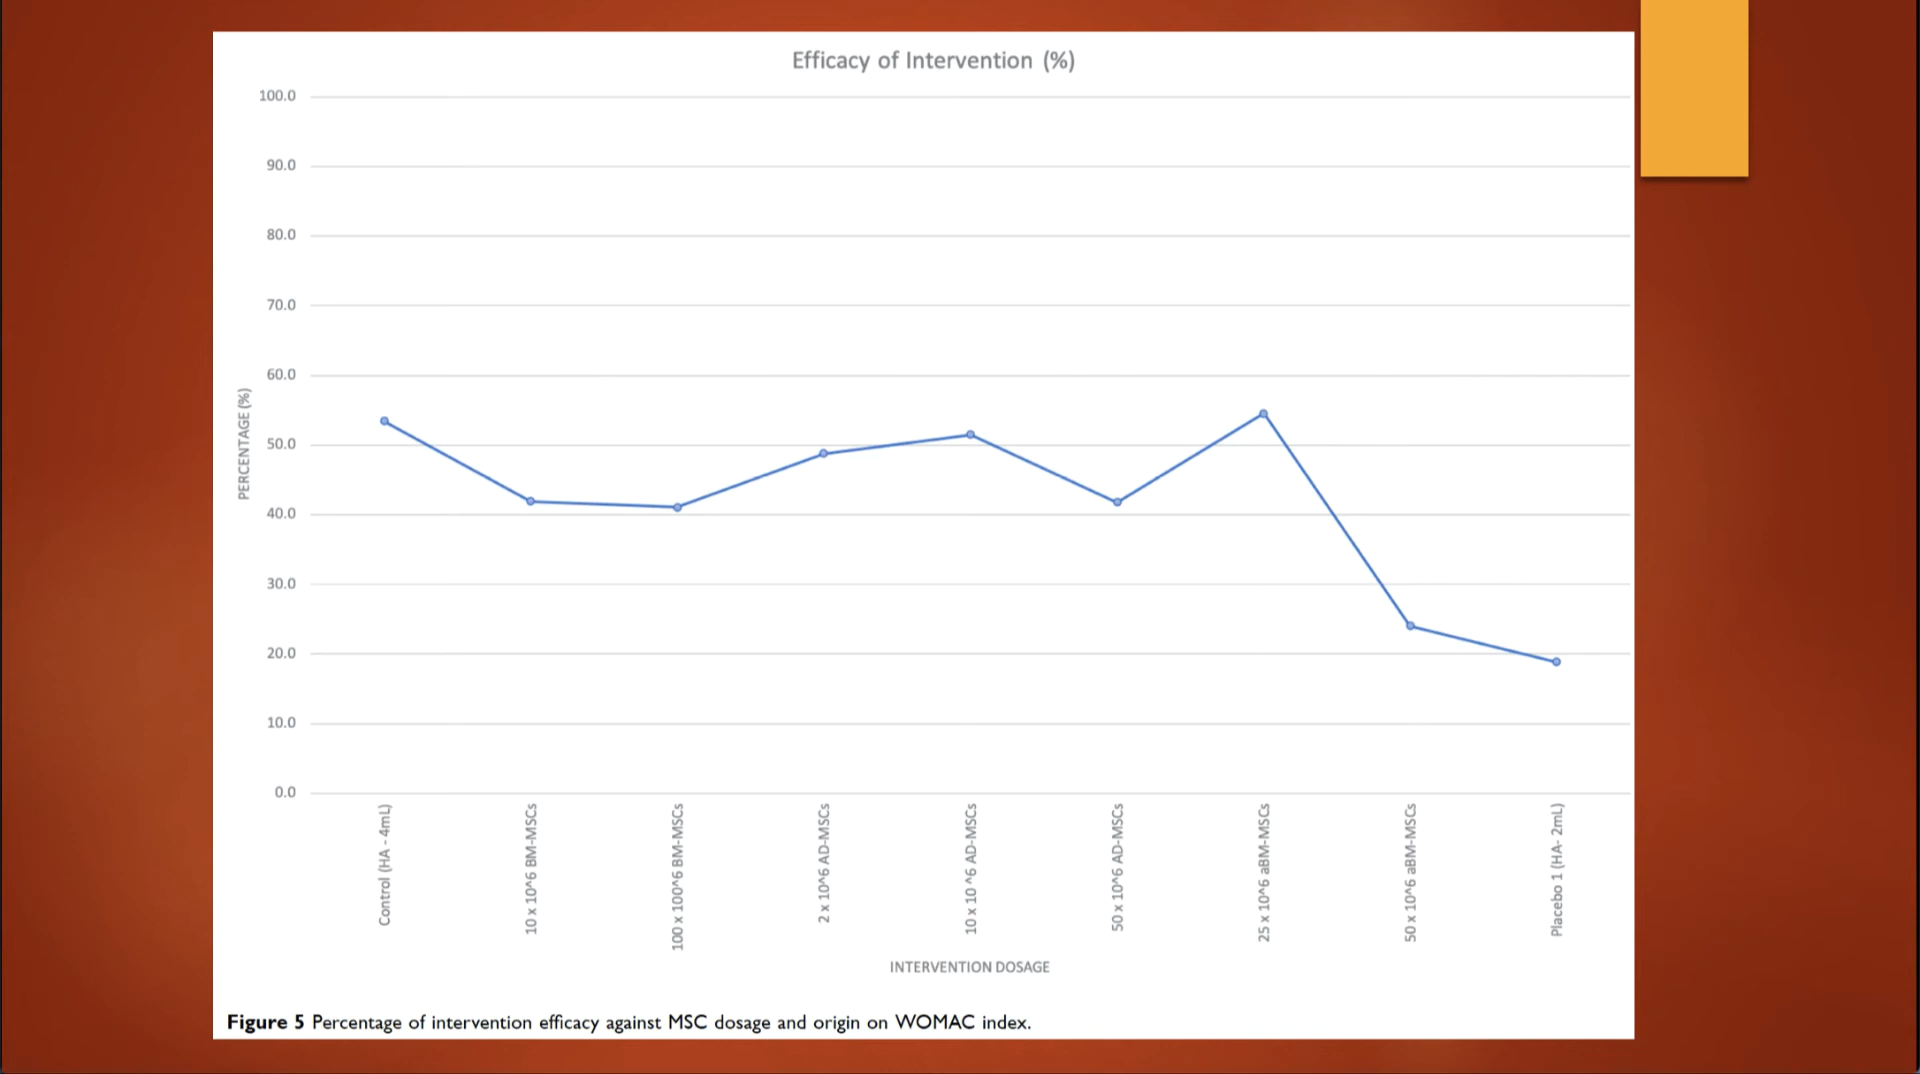 Efficacy of Intervention (%)
100.0
90.0
80.0
70.0
60.0
50.0
40.0
30.0
20.0
10.0
0.0
PERCENTAGE (%)
Control (HA - 4mL)
10 x 10^6 BM-MSCs
100 x 100^6 BM-MSCs
2 x 10^6 AD-MSCs
10 x 10 ^6 AD-MSCs
50 x 10^6 AD-MSCs
25 x 10^6 aBM-MSCs
50 x 10^6 aBM-MSCs
Placebo 1 (HA- 2mL)
INTERVENTION DOSAGE
Figure 5 Percentage of intervention efficacy against MSC dosage and origin on WOMAC index.